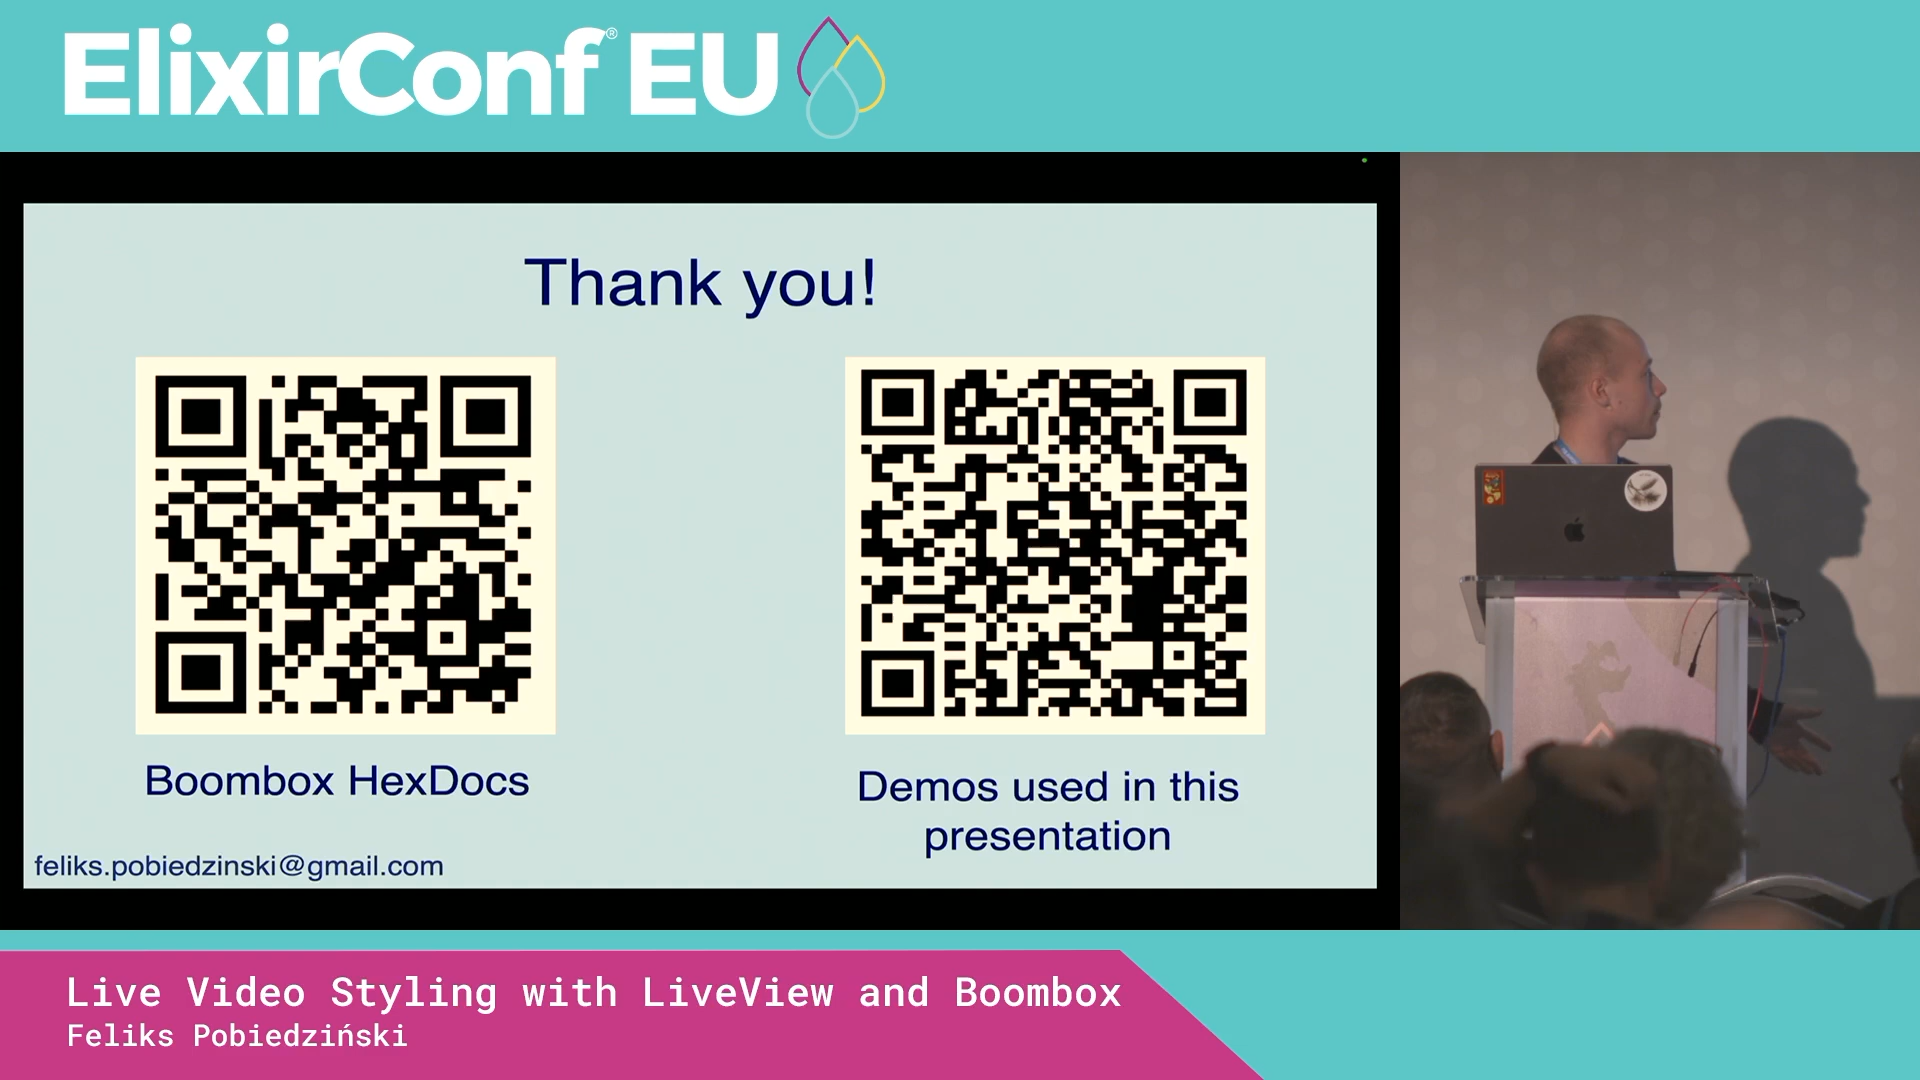 ElixirConf® EU
Thank you!
Boombox HexDocs
Demos used in this
presentation
feliks.pobiedzinski@gmail.com
Live Video Styling with LiveView and Boombox
Feliks Pobiedziński